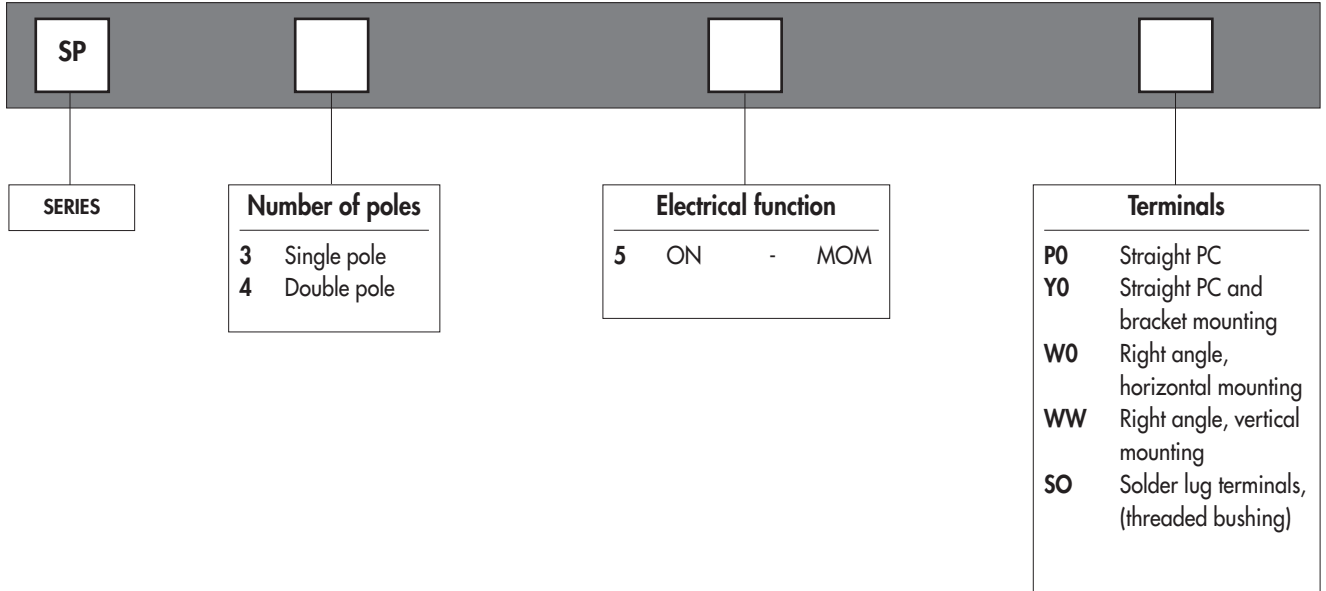 SP
SERIES
Number of poles
3 Single pole
4 Double pole
Electrical function
5 ON - MOM
Terminals
P0 Straight PC
Y0 Straight PC and
bracket mounting
W0 Right angle,
horizontal mounting
WW Right angle, vertical
mounting
SO Solder lug terminals,
(threaded bushing)